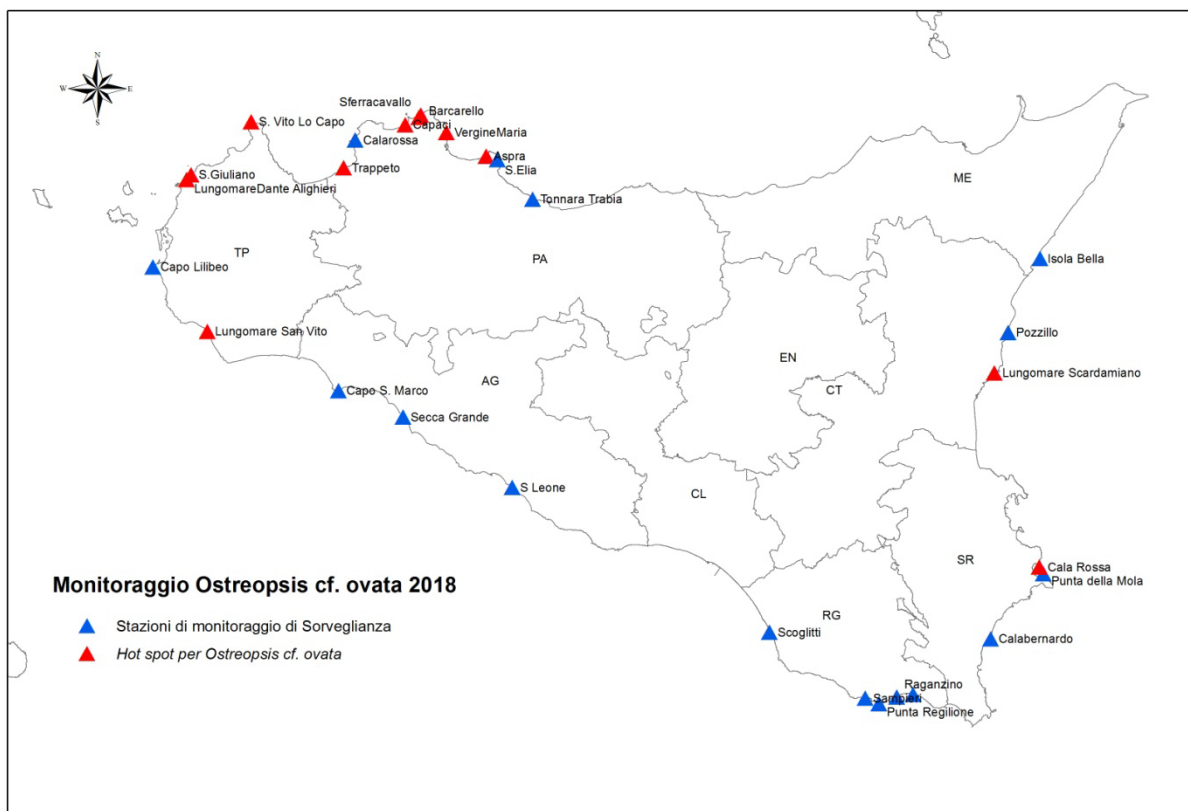 N
W
E
S
Sferracavallo
Barcarello
S. Vito Lo Capo
Capaci
VergineMaria
Calarossa
Aspra
S.Elia
Trappeto
S.Giuliano
LungomareDante Alighieri
Tonnara Trabia
ME
TP
PA
Isola Bella
Capo Lilibeo
Lungomare San Vito
Pozzillo
EN
Lungomare Scardamiano
AG
CT
Capo S. Marco
Secca Grande
S Leone
CL
SR
Cala Rossa
Punta della Mola
Monitoraggio Ostreopsis cf. ovata 2018
RG
Stazioni di monitoraggio di Sorveglianza
Scoglitti
Calabernardo
Hot spot per Ostreopsis cf. ovata
Raganzino
Sampieri
Punta Regilione